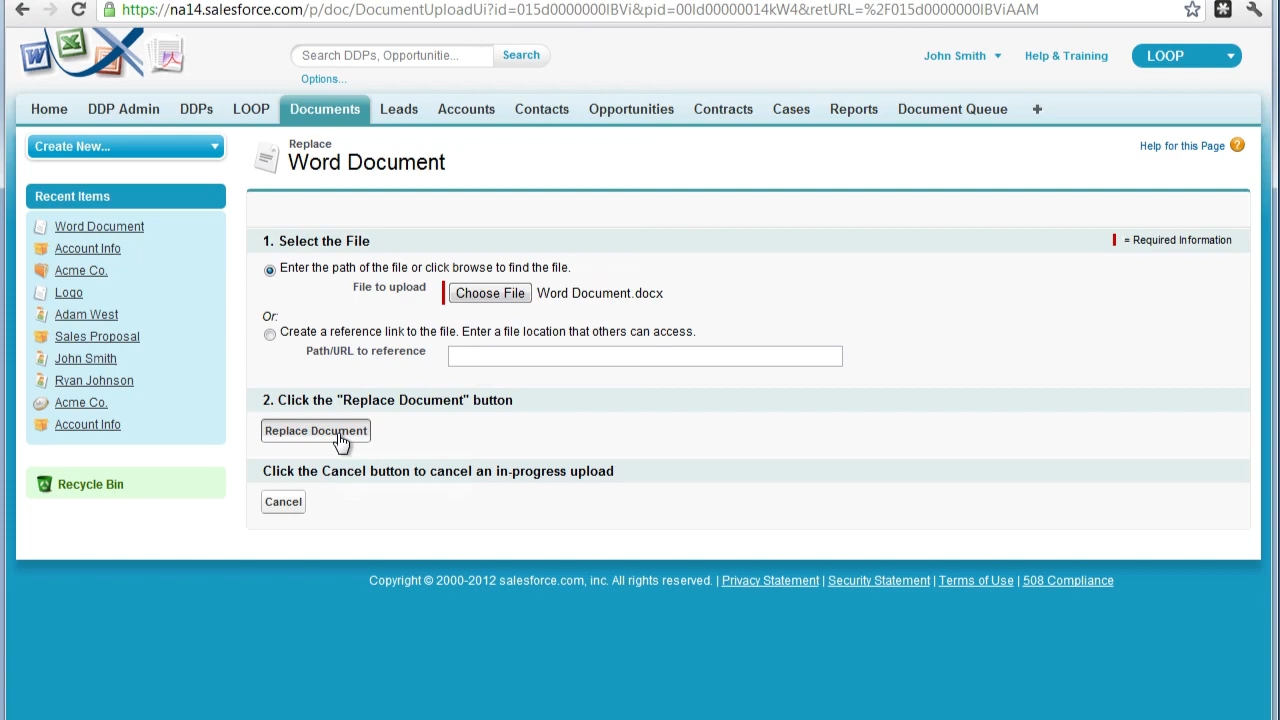 https://na14.salesforce.com/p/doc/DocumentUploadUi?id=015d0000000IBVi&pid=00ld00000014kW4&retURL=%2F015d0000000IBViAAM
Search DDPs, Opportunitie...
Search
John Smith
Help & Training
LOOP
Options...
Home
DDP Admin
DDPs
LOOP
Documents
Leads
Accounts
Contacts
Opportunities
Contracts
Cases
Reports
Document Queue
+
Create New...
Replace
Word Document
Help for this Page ?
Recent Items
Word Document
Account Info
Acme Co.
Logo
Adam West
Sales Proposal
John Smith
Ryan Johnson
Acme Co.
Account Info
Recycle Bin
1. Select the File
= Required Information
Enter the path of the file or click browse to find the file.
File to upload
Choose File
Word Document.docx
Or:
Create a reference link to the file. Enter a file location that others can access.
Path/URL to reference
2. Click the "Replace Document" button
Replace Document
Click the Cancel button to cancel an in-progress upload
Cancel
Copyright © 2000-2012 salesforce.com, inc. All rights reserved. | Privacy Statement | Security Statement | Terms of Use | 508 Compliance